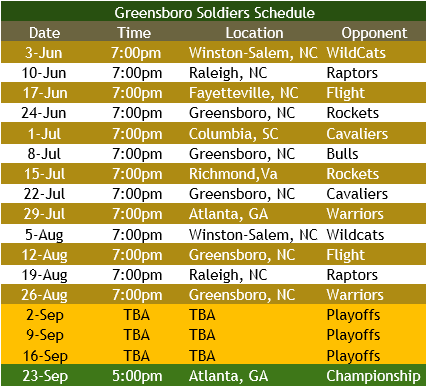 Greensboro Soldiers Schedule
Date Time Location Opponent
3-Jun 7:00pm Winston-Salem, NC WildCats
10-Jun 7:00pm Raleigh, NC Raptors
17-Jun 7:00pm Fayetteville, NC Flight
24-Jun 7:00pm Greensboro, NC Rockets
1-Jul 7:00pm Columbia, SC Cavaliers
8-Jul 7:00pm Greensboro, NC Bulls
15-Jul 7:00pm Richmond,Va Rockets
22-Jul 7:00pm Greensboro, NC Cavaliers
29-Jul 7:00pm Atlanta, GA Warriors
5-Aug 7:00pm Winston-Salem, NC Wildcats
12-Aug 7:00pm Greensboro, NC Flight
19-Aug 7:00pm Raleigh, NC Raptors
26-Aug 7:00pm Greensboro, NC Warriors
2-Sep TBA TBA Playoffs
9-Sep TBA TBA Playoffs
16-Sep TBA TBA Playoffs
23-Sep 5:00pm Atlanta, GA Championship